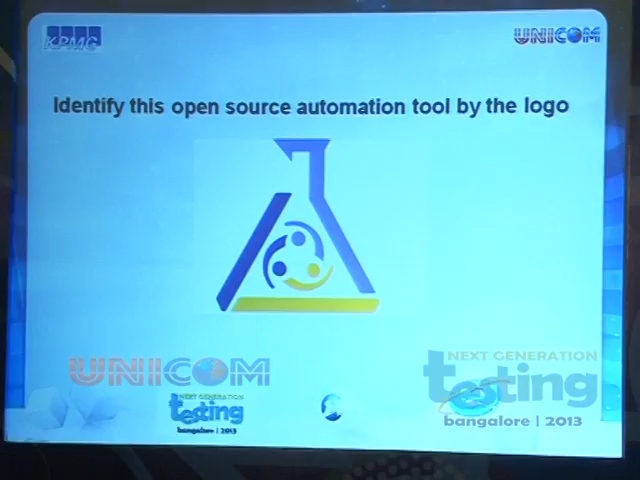 KPMG
UNICOM
Identify this open source automation tool by the logo
UNICOM
NEXT GENERATION
testing
bangalore | 2013
NEXT GENERATION
testing
bangalore | 2013